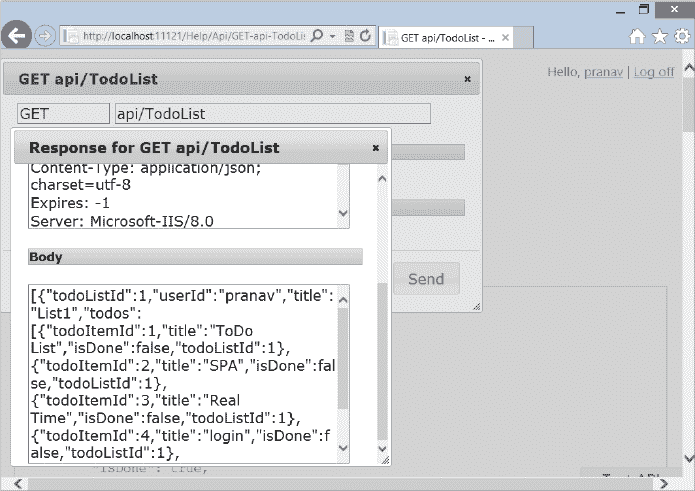 http://localhost:11121/Help/Api/GET-api-TodoLis
GET api/TodoList - ...
GET api/TodoList
Hello, pranav | Log off
GET
api/TodoList
Response for GET api/TodoList
Content-Type: application/json;
charset=utf-8
Expires: -1
Server: Microsoft-IIS/8.0
Body
Send
[{"todoListId":1,"userId":"pranav","title":
"List1","todos":
[{"todoItemId":1,"title":"ToDo
List","isDone":false,"todoListId":1},
{"todoItemId":2,"title":"SPA","isDone":fal
se,"todoListId":1},
{"todoItemId":3,"title":"Real
Time","isDone":false,"todoListId":1},
{"todoItemId":4,"title":"login","isDone":f
alse,"todoListId":1},
"isDone": true,